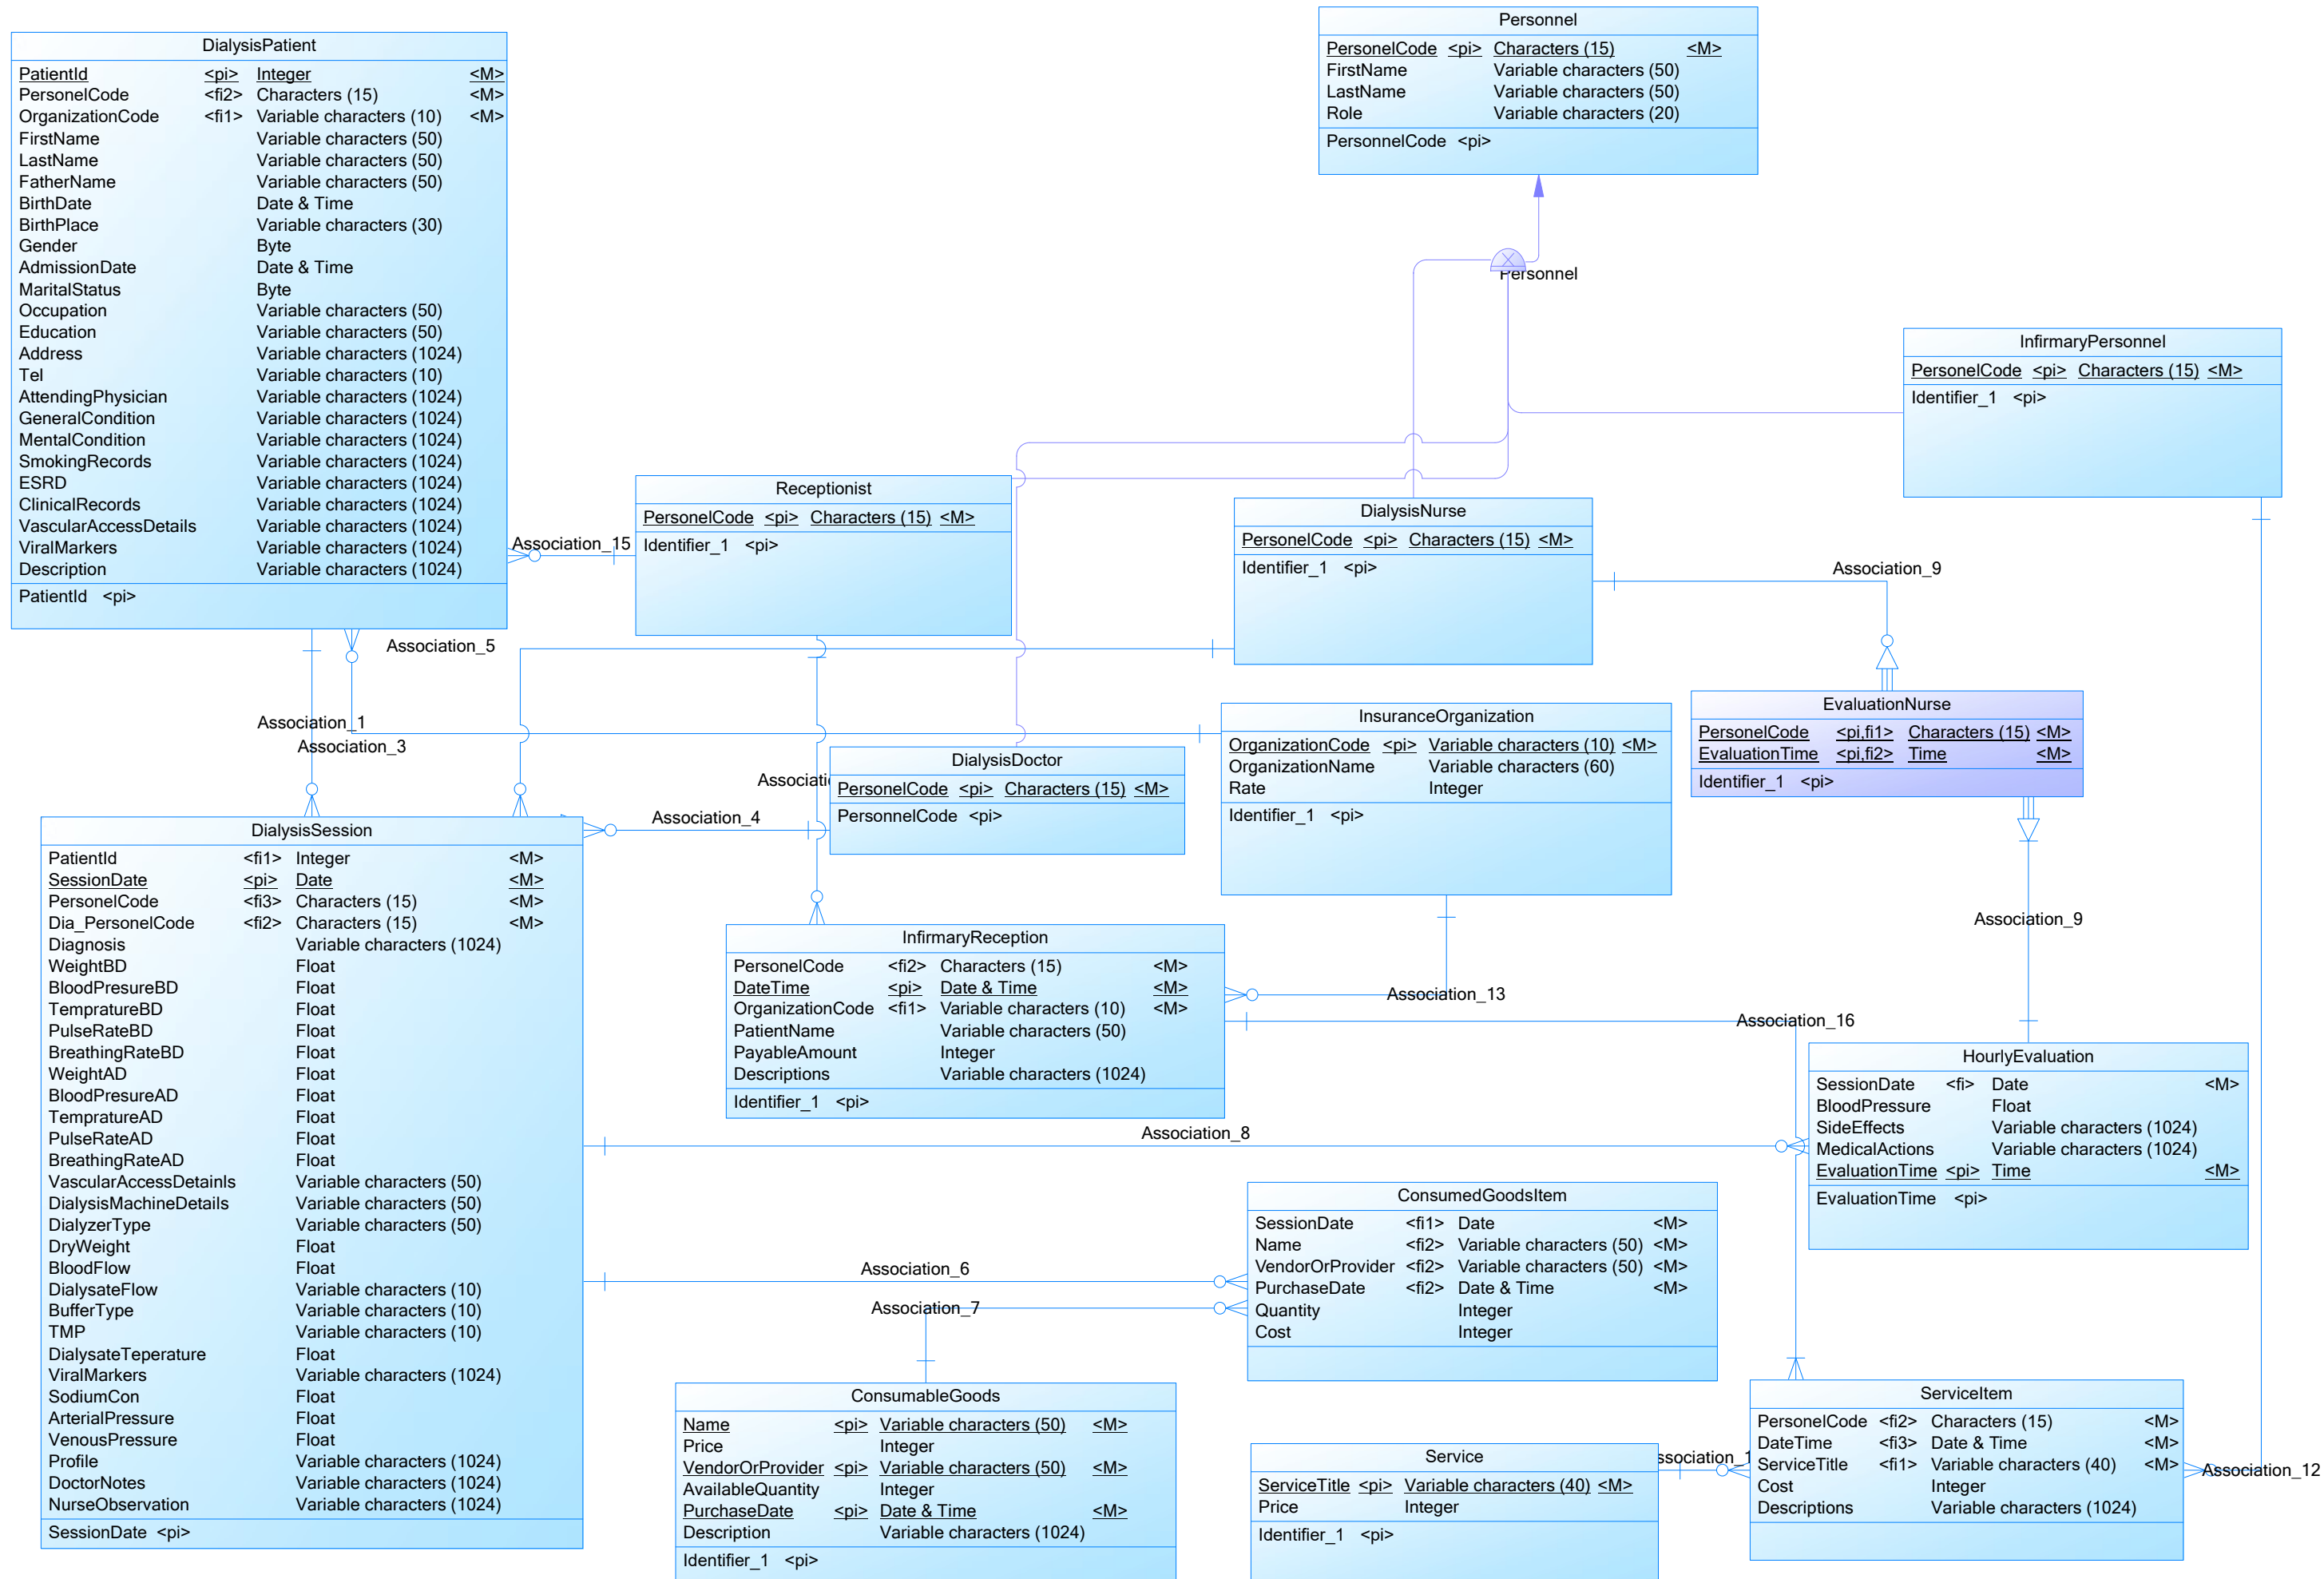 DialysisPatient
PatientId <pi> Integer <M>
PersonelCode <fi2> Characters (15) <M>
OrganizationCode <fi1> Variable characters (10) <M>
FirstName Variable characters (50)
LastName Variable characters (50)
FatherName Variable characters (50)
BirthDate Date & Time
BirthPlace Variable characters (30)
Gender Byte
AdmissionDate Date & Time
MaritalStatus Byte
Occupation Variable characters (50)
Education Variable characters (50)
Address Variable characters (1024)
Tel Variable characters (10)
AttendingPhysician Variable characters (1024)
GeneralCondition Variable characters (1024)
MentalCondition Variable characters (1024)
SmokingRecords Variable characters (1024)
ESRD Variable characters (1024)
ClinicalRecords Variable characters (1024)
VascularAccessDetails Variable characters (1024)
ViralMarkers Variable characters (1024)
Description Variable characters (1024)
PatientId <pi>
Personnel
PersonelCode <pi> Characters (15) <M>
FirstName Variable characters (50)
LastName Variable characters (50)
Role Variable characters (20)
PersonnelCode <pi>
Personnel
InfirmaryPersonnel
PersonelCode <pi> Characters (15) <M>
Identifier_1 <pi>
Receptionist
PersonelCode <pi> Characters (15) <M>
Identifier_1 <pi>
Association_15
DialysisNurse
PersonelCode <pi> Characters (15) <M>
Identifier_1 <pi>
Association_9
Association_5
Association_1
Association_3
EvaluationNurse
PersonelCode <pi,fi1> Characters (15) <M>
EvaluationTime <pi,fi2> Time <M>
Identifier_1 <pi>
InsuranceOrganization
OrganizationCode <pi> Variable characters (10) <M>
OrganizationName Variable characters (60)
Rate Integer
Identifier_1 <pi>
Associati
DialysisDoctor
PersonelCode <pi> Characters (15) <M>
PersonnelCode <pi>
Association_4
DialysisSession
PatientId <fi1> Integer <M>
SessionDate <pi> Date <M>
PersonelCode <fi3> Characters (15) <M>
Dia_PersonelCode <fi2> Characters (15) <M>
Diagnosis Variable characters (1024)
WeightBD Float
BloodPresureBD Float
TempratureBD Float
PulseRateBD Float
BreathingRateBD Float
WeightAD Float
BloodPresureAD Float
TempratureAD Float
PulseRateAD Float
BreathingRateAD Float
VascularAccessDetainls Variable characters (50)
DialysisMachineDetails Variable characters (50)
DialyzerType Variable characters (50)
DryWeight Float
BloodFlow Float
DialysateFlow Variable characters (10)
BufferType Variable characters (10)
TMP Variable characters (10)
DialysateTeperature Float
ViralMarkers Variable characters (1024)
SodiumCon Float
ArterialPressure Float
VenousPressure Float
Profile Variable characters (1024)
DoctorNotes Variable characters (1024)
NurseObservation Variable characters (1024)
SessionDate <pi>
InfirmaryReception
PersonelCode <fi2> Characters (15) <M>
DateTime <pi> Date & Time <M>
OrganizationCode <fi1> Variable characters (10) <M>
PatientName Variable characters (50)
PayableAmount Integer
Descriptions Variable characters (1024)
Identifier_1 <pi>
Association_9
Association_13
Association_16
HourlyEvaluation
SessionDate <fi> Date <M>
BloodPressure Float
SideEffects Variable characters (1024)
MedicalActions Variable characters (1024)
EvaluationTime <pi> Time <M>
EvaluationTime <pi>
Association_8
ConsumedGoodsItem
SessionDate <fi1> Date <M>
Name <fi2> Variable characters (50) <M>
VendorOrProvider <fi2> Variable characters (50) <M>
PurchaseDate <fi2> Date & Time <M>
Quantity Integer
Cost Integer
Association_6
Association_7
ConsumableGoods
Name <pi> Variable characters (50) <M>
Price Integer
VendorOrProvider <pi> Variable characters (50) <M>
AvailableQuantity Integer
PurchaseDate <pi> Date & Time <M>
Description Variable characters (1024)
Identifier_1 <pi>
Service
ServiceTitle <pi> Variable characters (40) <M>
Price Integer
Identifier_1 <pi>
ssociation_1
ServiceItem
PersonelCode <fi2> Characters (15) <M>
DateTime <fi3> Date & Time <M>
ServiceTitle <fi1> Variable characters (40) <M>
Cost Integer
Descriptions Variable characters (1024)
Association_12